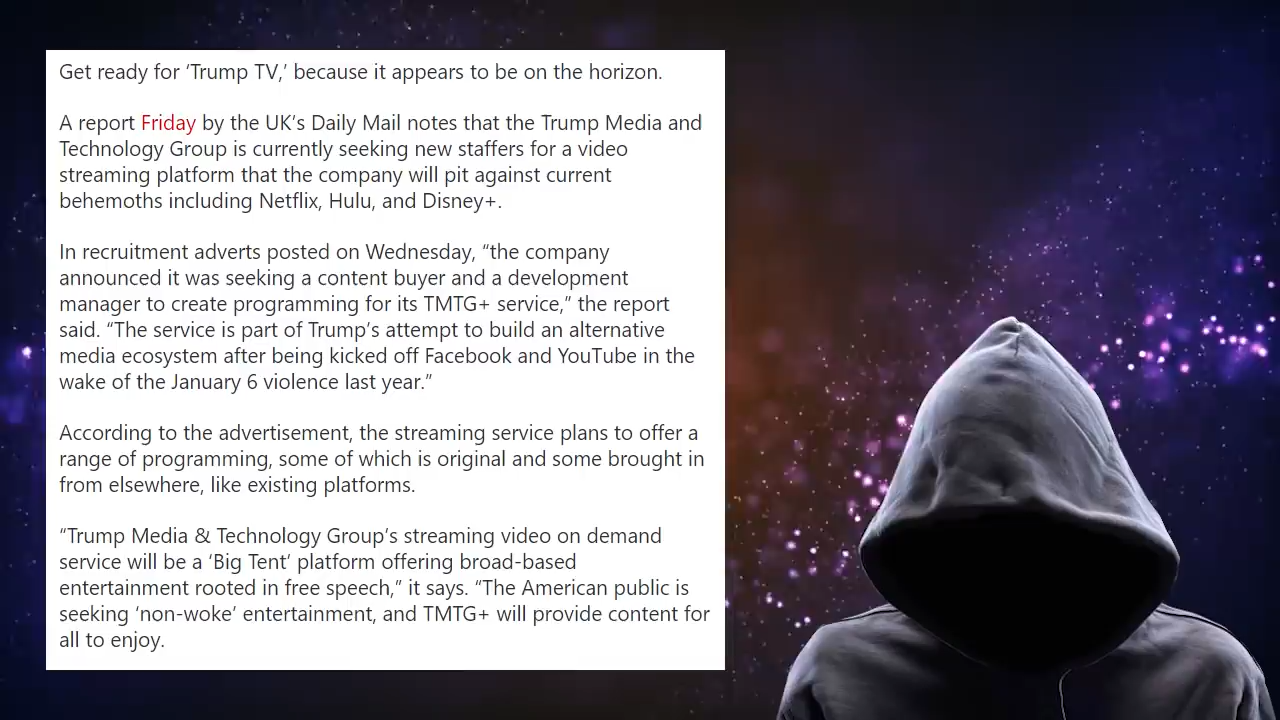 Get ready for ‘Trump TV,’ because it appears to be on the horizon.
A report Friday by the UK’s Daily Mail notes that the Trump Media and
Technology Group is currently seeking new staffers for a video
streaming platform that the company will pit against current
behemoths including Netflix, Hulu, and Disney+.
In recruitment adverts posted on Wednesday, “the company
announced it was seeking a content buyer and a development
manager to create programming for its TMTG+ service,” the report
said. “The service is part of Trump’s attempt to build an alternative
media ecosystem after being kicked off Facebook and YouTube in the
wake of the January 6 violence last year.”
According to the advertisement, the streaming service plans to offer a
range of programming, some of which is original and some brought in
from elsewhere, like existing platforms.
“Trump Media & Technology Group’s streaming video on demand
service will be a ‘Big Tent’ platform offering broad-based
entertainment rooted in free speech,” it says. “The American public is
seeking ‘non-woke’ entertainment, and TMTG+ will provide content for
all to enjoy.